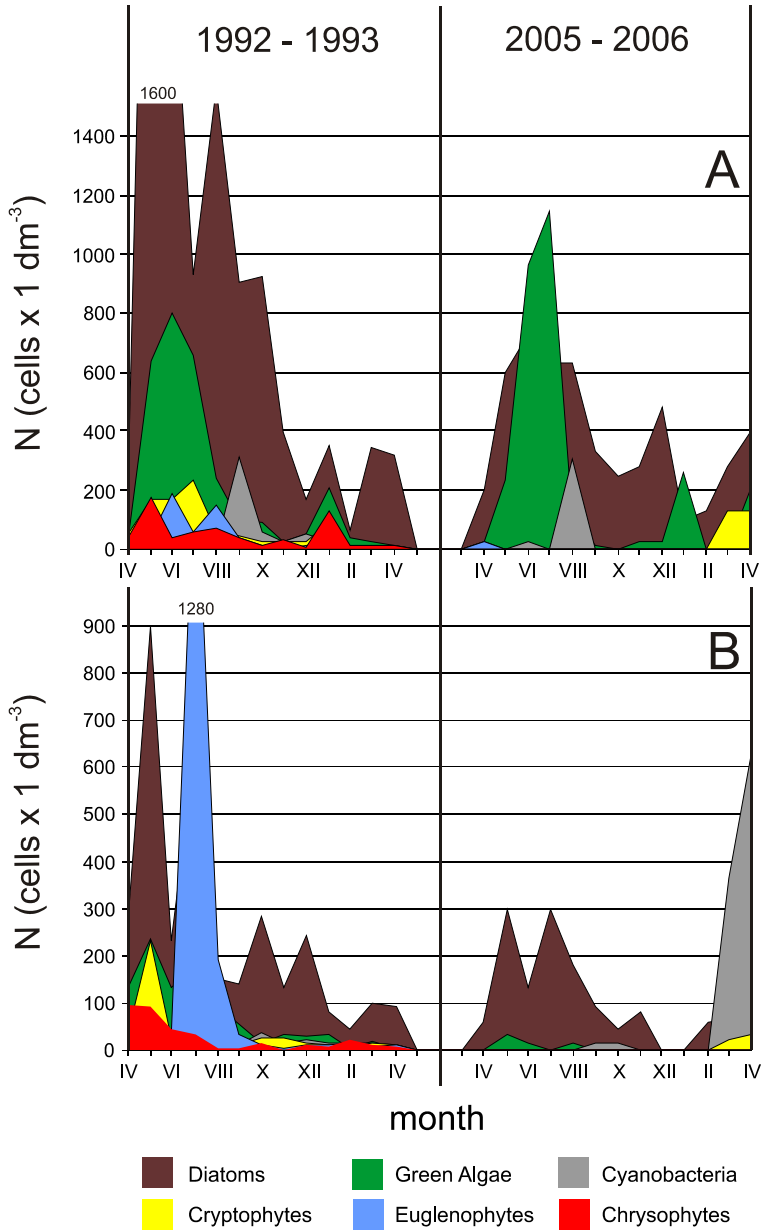 1992 - 1993 2005 - 2006
1600
A
1400
1200
1000
800
600
400
200
0
N (cells x 1 dm⁻³)
IV VI VIII X XII II IV IV VI VIII X XII II IV
1280
B
900
800
700
600
500
400
300
200
100
0
N (cells x 1 dm⁻³)
IV VI VIII X XII II IV IV VI VIII X XII II IV
month
Diatoms Green Algae Cyanobacteria
Cryptophytes Euglenophytes Chrysophytes